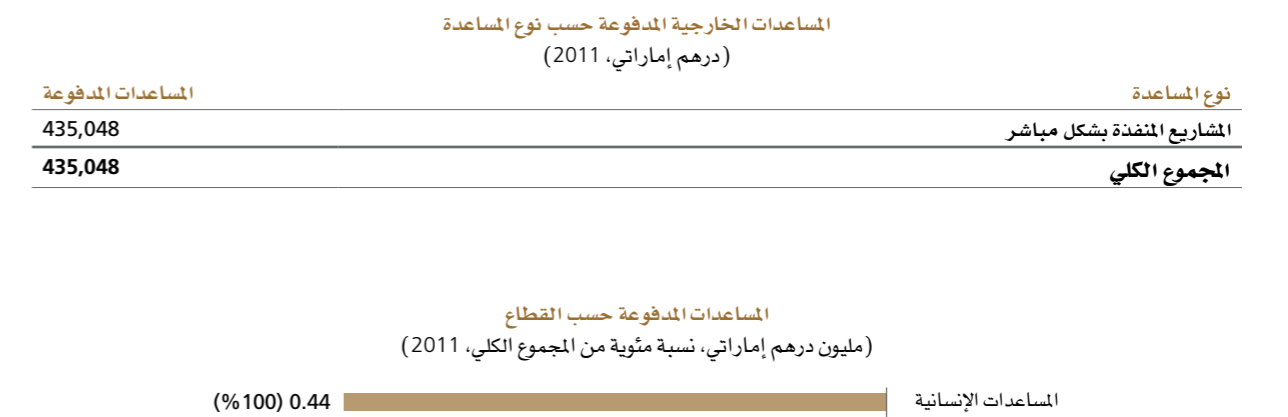 المساعدات الخارجية المدفوعة حسب نوع المساعدة
(درهم إماراتي، 2011)
نوع المساعدة المساعدات المدفوعة
المشاريع المنفذة بشكل مباشر 435,048
المجموع الكلي 435,048
المساعدات المدفوعة حسب القطاع
(مليون درهم إماراتي، نسبة مئوية من المجموع الكلي، 2011)
المساعدات الإنسانية 0.44 (100%)